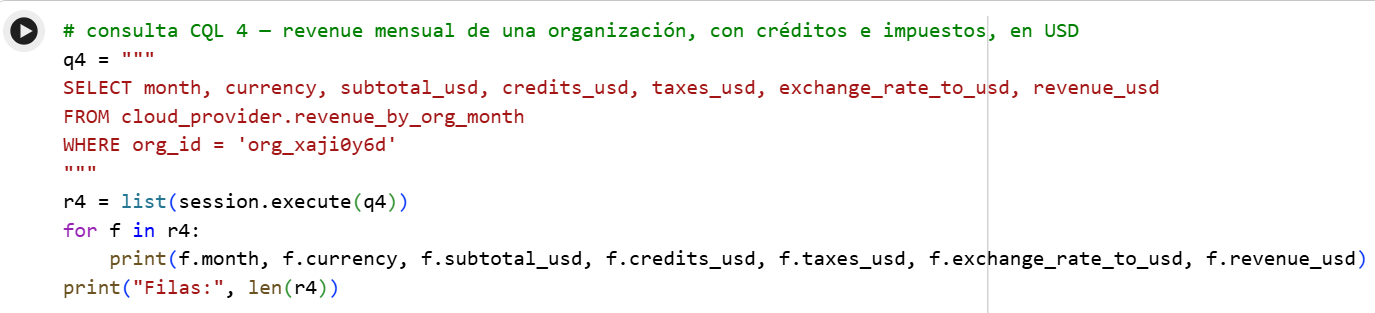 # consulta CQL 4 — revenue mensual de una organización, con créditos e impuestos, en USD
q4 = """
SELECT month, currency, subtotal_usd, credits_usd, taxes_usd, exchange_rate_to_usd, revenue_usd
FROM cloud_provider.revenue_by_org_month
WHERE org_id = 'org_xaji0y6d'
"""
r4 = list(session.execute(q4))
for f in r4:
    print(f.month, f.currency, f.subtotal_usd, f.credits_usd, f.taxes_usd, f.exchange_rate_to_usd, f.revenue_usd)
print("Filas:", len(r4))